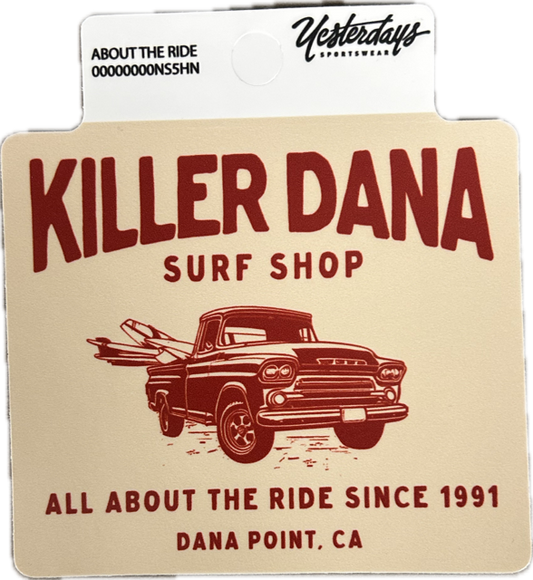 ABOUT THE RIDE
00000000NS5HN
Yesterdays
SPORTSWEAR
KILLER DANA
SURF SHOP
ALL ABOUT THE RIDE SINCE 1991
DANA POINT, CA